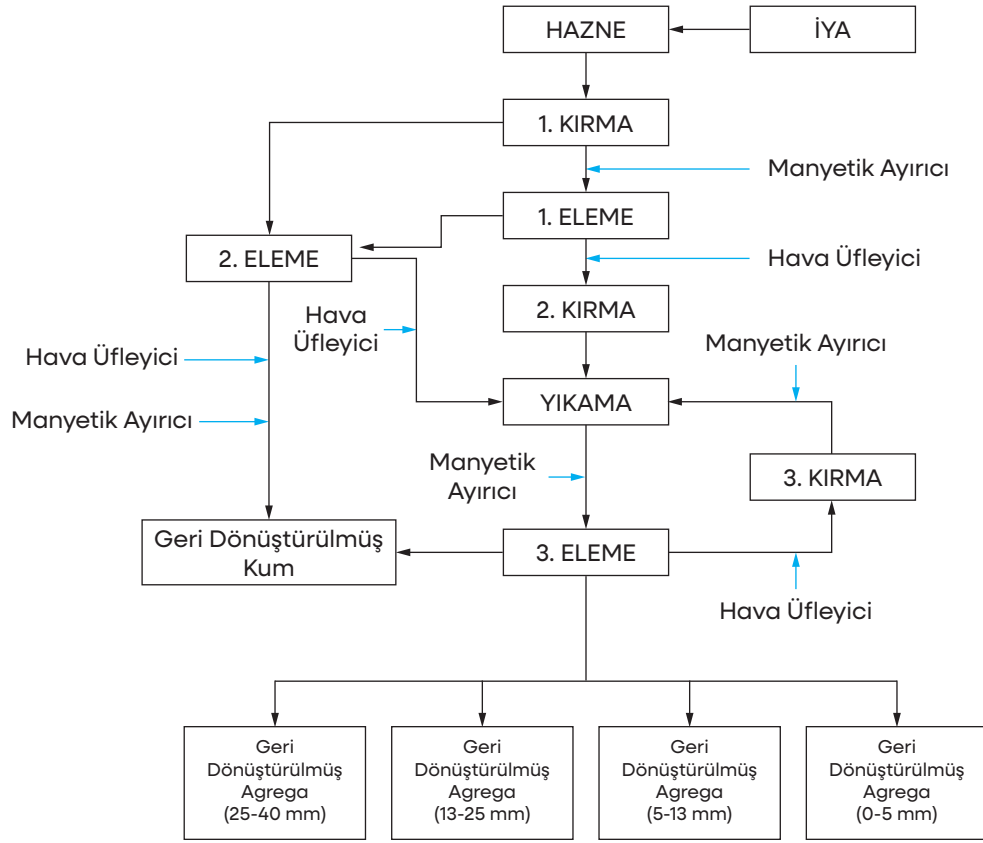 HAZNE
İYA
1. KIRMA
Manyetik Ayırıcı
1. ELEME
2. ELEME
Hava Üfleyici
Hava
Üfleyici
2. KIRMA
Hava Üfleyici
Manyetik Ayırıcı
Manyetik Ayırıcı
YIKAMA
Manyetik
Ayırıcı
3. KIRMA
Geri Dönüştürülmüş
Kum
3. ELEME
Hava Üfleyici
Geri
Dönüştürülmüş
Agrega
(25-40 mm)
Geri
Dönüştürülmüş
Agrega
(13-25 mm)
Geri
Dönüştürülmüş
Agrega
(5-13 mm)
Geri
Dönüştürülmüş
Agrega
(0-5 mm)